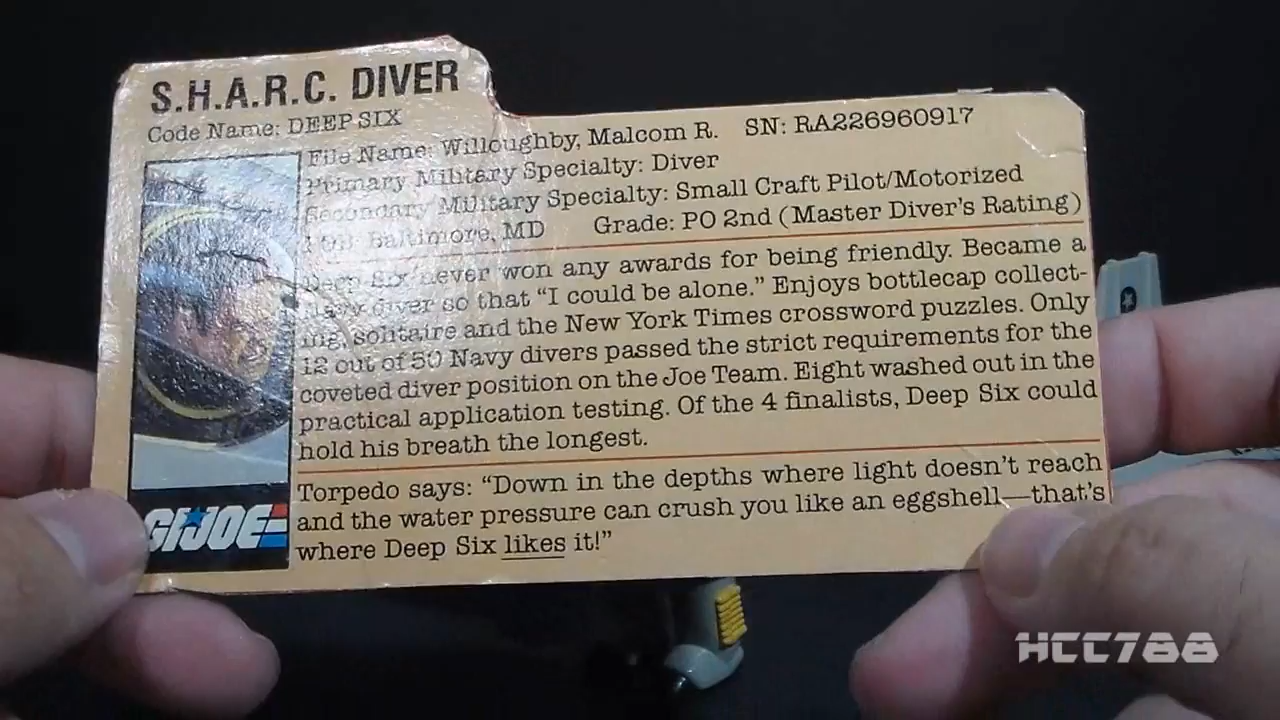 S.H.A.R.C. DIVER
Code Name: DEEP SIX
File Name: Willoughby, Malcom R. SN: RA226960917
Primary Military Specialty: Diver
Secondary Military Specialty: Small Craft Pilot/Motorized
Baltimore, MD Grade: PO 2nd (Master Diver's Rating)
Deep Six never won any awards for being friendly. Became a
Navy diver so that "I could be alone." Enjoys bottlecap collect-
ing, solitaire and the New York Times crossword puzzles. Only
12 out of 50 Navy divers passed the strict requirements for the
coveted diver position on the Joe Team. Eight washed out in the
practical application testing. Of the 4 finalists, Deep Six could
hold his breath the longest.
Torpedo says: "Down in the depths where light doesn't reach
and the water pressure can crush you like an eggshell—that's
where Deep Six likes it!"
GI JOE
HCC788